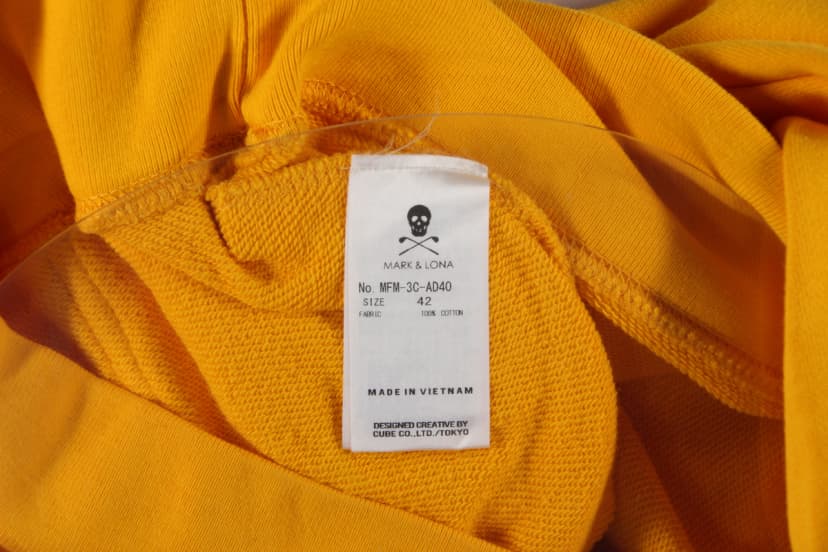 MARK & LONA
No. MFM-3C-AD40
SIZE 42
FABRIC 100% COTTON
MADE IN VIETNAM
DESIGNED CREATIVE BY
CUBE CO.,LTD./TOKYO